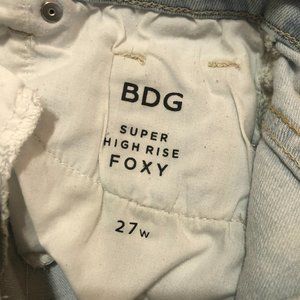 BDG
SUPER
HIGH RISE
FOXY
27W